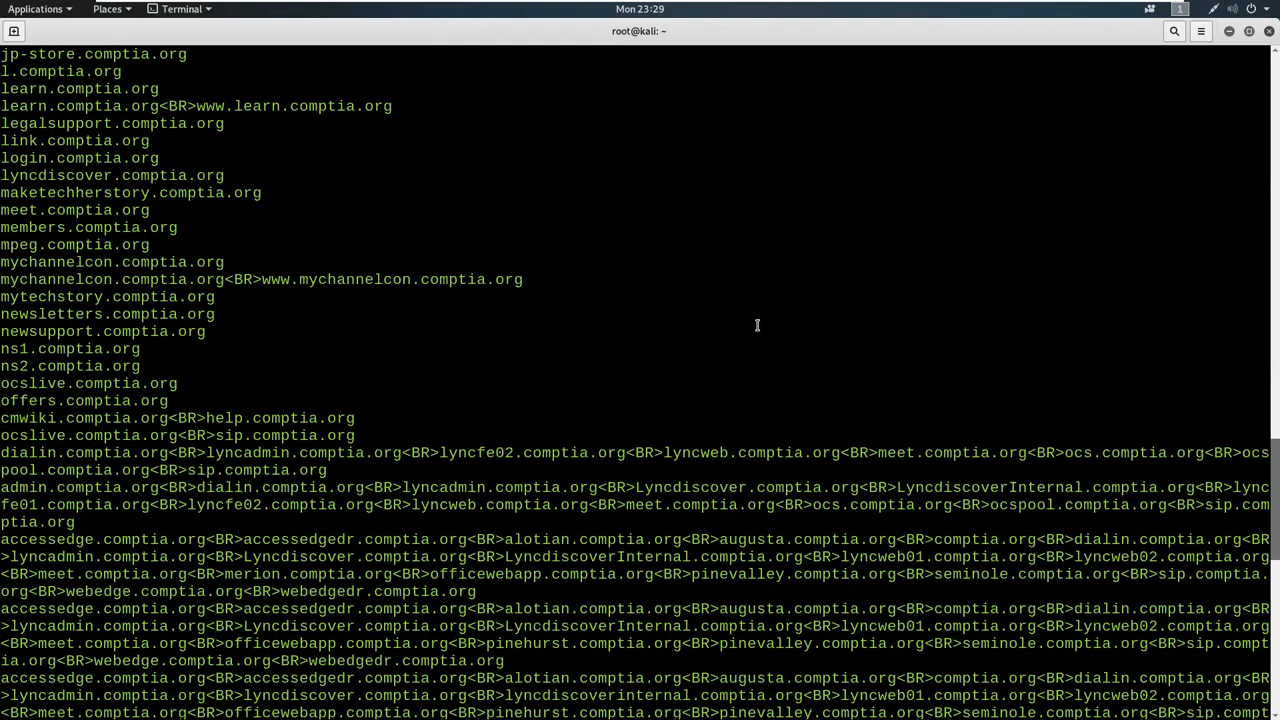 Applications Places Terminal Mon 23:29 1
root@kali: ~
jp-store.comptia.org
l.comptia.org
learn.comptia.org
learn.comptia.org<BR>www.learn.comptia.org
legalsupport.comptia.org
link.comptia.org
login.comptia.org
lyncdiscover.comptia.org
maketechherstory.comptia.org
meet.comptia.org
members.comptia.org
mpeg.comptia.org
mychannelcon.comptia.org
mychannelcon.comptia.org<BR>www.mychannelcon.comptia.org
mytechstory.comptia.org
newsletters.comptia.org
newsupport.comptia.org
ns1.comptia.org
ns2.comptia.org
ocslive.comptia.org
offers.comptia.org
cmwiki.comptia.org<BR>help.comptia.org
ocslive.comptia.org<BR>sip.comptia.org
dialin.comptia.org<BR>lyncadmin.comptia.org<BR>lyncfe02.comptia.org<BR>lyncweb.comptia.org<BR>meet.comptia.org<BR>ocs.comptia.org<BR>ocs
pool.comptia.org<BR>sip.comptia.org
admin.comptia.org<BR>dialin.comptia.org<BR>lyncadmin.comptia.org<BR>Lyncdiscover.comptia.org<BR>LyncdiscoverInternal.comptia.org<BR>lync
fe01.comptia.org<BR>lyncfe02.comptia.org<BR>lyncweb.comptia.org<BR>meet.comptia.org<BR>ocs.comptia.org<BR>ocspool.comptia.org<BR>sip.com
ptia.org
accessedge.comptia.org<BR>accessedgedr.comptia.org<BR>alotian.comptia.org<BR>augusta.comptia.org<BR>comptia.org<BR>dialin.comptia.org<BR
>lyncadmin.comptia.org<BR>Lyncdiscover.comptia.org<BR>LyncdiscoverInternal.comptia.org<BR>lyncweb01.comptia.org<BR>lyncweb02.comptia.org
<BR>meet.comptia.org<BR>merion.comptia.org<BR>officewebapp.comptia.org<BR>pinevalley.comptia.org<BR>seminole.comptia.org<BR>sip.comptia.
org<BR>webedge.comptia.org<BR>webedgedr.comptia.org
accessedge.comptia.org<BR>accessedgedr.comptia.org<BR>alotian.comptia.org<BR>augusta.comptia.org<BR>comptia.org<BR>dialin.comptia.org<BR
>lyncadmin.comptia.org<BR>Lyncdiscover.comptia.org<BR>LyncdiscoverInternal.comptia.org<BR>lyncweb01.comptia.org<BR>lyncweb02.comptia.org
<BR>meet.comptia.org<BR>officewebapp.comptia.org<BR>pinehurst.comptia.org<BR>pinevalley.comptia.org<BR>seminole.comptia.org<BR>sip.compt
ia.org<BR>webedge.comptia.org<BR>webedgedr.comptia.org
accessedge.comptia.org<BR>accessedgedr.comptia.org<BR>alotian.comptia.org<BR>augusta.comptia.org<BR>comptia.org<BR>dialin.comptia.org<BR
>lyncadmin.comptia.org<BR>lyncdiscover.comptia.org<BR>lyncdiscoverinternal.comptia.org<BR>lyncweb01.comptia.org<BR>lyncweb02.comptia.org
<BR>meet.comptia.org<BR>officewebapp.comptia.org<BR>pinehurst.comptia.org<BR>pinevalley.comptia.org<BR>seminole.comptia.org<BR>sip.compt